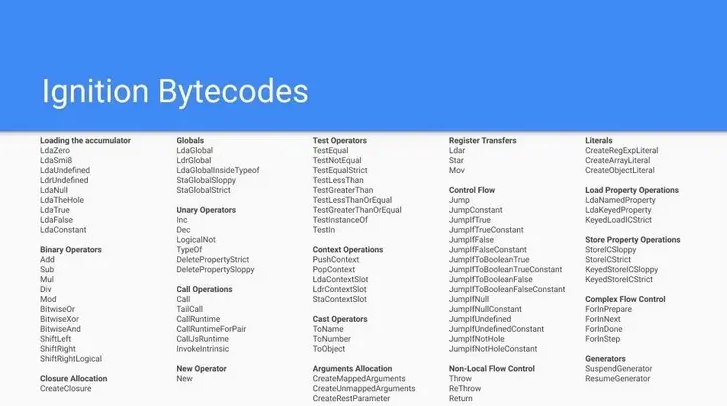 Ignition Bytecodes
Loading the accumulator
LdaZero
LdaSmi8
LdaUndefined
LdrUndefined
LdaNull
LdaTheHole
LdaTrue
LdaFalse
LdaConstant
Binary Operators
Add
Sub
Mul
Div
Mod
BitwiseOr
BitwiseXor
BitwiseAnd
ShiftLeft
ShiftRight
ShiftRightLogical
Closure Allocation
CreateClosure
Globals
LdaGlobal
LdrGlobal
LdaGlobalInsideTypeof
StaGlobalSloppy
StaGlobalStrict
Unary Operators
Inc
Dec
LogicalNot
TypeOf
DeletePropertyStrict
DeletePropertySloppy
Call Operations
Call
TailCall
CallRuntime
CallRuntimeForPair
CallJsRuntime
InvokeIntrinsic
New Operator
New
Test Operators
TestEqual
TestNotEqual
TestEqualStrict
TestLessThan
TestGreaterThan
TestLessThanOrEqual
TestGreaterThanOrEqual
TestInstanceOf
TestIn
Context Operations
PushContext
PopContext
LdaContextSlot
LdrContextSlot
StaContextSlot
Cast Operators
ToName
ToNumber
ToObject
Arguments Allocation
CreateMappedArguments
CreateUnmappedArguments
CreateRestParameter
Register Transfers
Ldar
Star
Mov
Control Flow
Jump
JumpConstant
JumpIfTrue
JumpIfTrueConstant
JumpIfFalse
JumpIfFalseConstant
JumpIfToBooleanTrue
JumpIfToBooleanTrueConstant
JumpIfToBooleanFalse
JumpIfToBooleanFalseConstant
JumpIfNull
JumpIfNullConstant
JumpIfUndefined
JumpIfUndefinedConstant
JumpIfNotHole
JumpIfNotHoleConstant
Non-Local Flow Control
Throw
ReThrow
Return
Literals
CreateRegExpLiteral
CreateArrayLiteral
CreateObjectLiteral
Load Property Operations
LdaNamedProperty
LdaKeyedProperty
KeyedLoadICStrict
Store Property Operations
StoreICSloppy
StoreICStrict
KeyedStoreICSloppy
KeyedStoreICStrict
Complex Flow Control
ForInPrepare
ForInNext
ForInDone
ForInStep
Generators
SuspendGenerator
ResumeGenerator